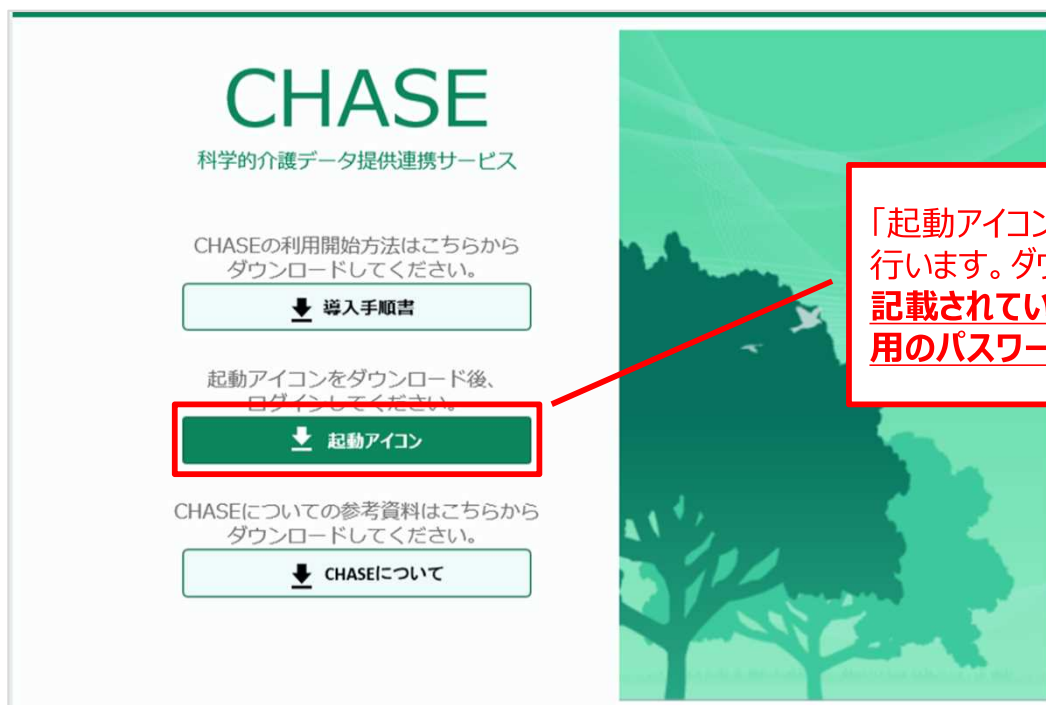 CHASE
科学的介護データ提供連携サービス
CHASEの利用開始方法はこちらから
ダウンロードしてください。
導入手順書
起動アイコンをダウンロード後、
ログインしてください。
起動アイコン
CHASEについての参考資料はこちらから
ダウンロードしてください。
CHASEについて
「起動アイコン
行います。ダウ
記載されてい
用のパスワー